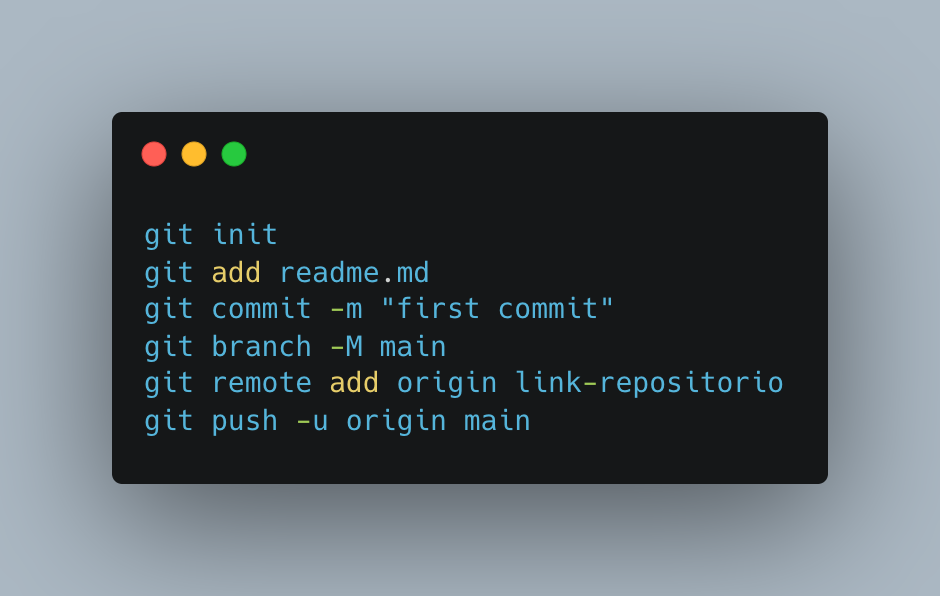 git init
git add readme.md
git commit -m "first commit"
git branch -M main
git remote add origin link-repositorio
git push -u origin main